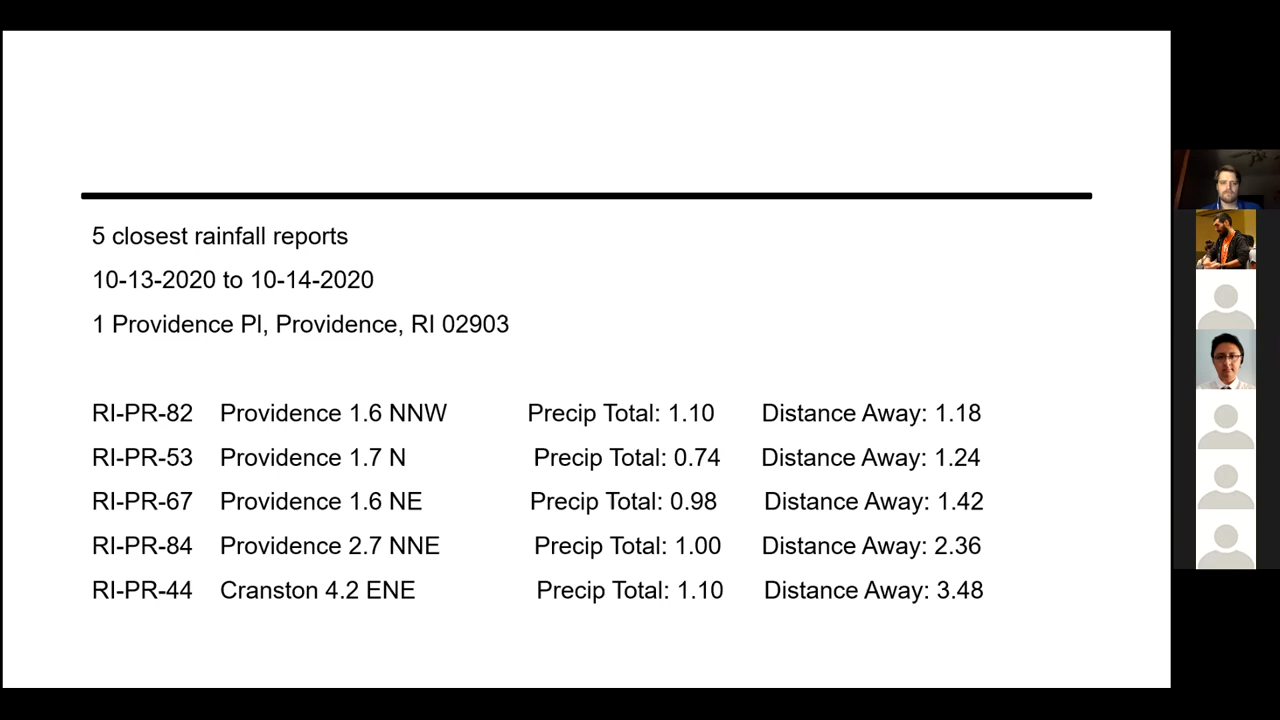 5 closest rainfall reports
10-13-2020 to 10-14-2020
1 Providence Pl, Providence, RI 02903
RI-PR-82 Providence 1.6 NNW Precip Total: 1.10 Distance Away: 1.18
RI-PR-53 Providence 1.7 N Precip Total: 0.74 Distance Away: 1.24
RI-PR-67 Providence 1.6 NE Precip Total: 0.98 Distance Away: 1.42
RI-PR-84 Providence 2.7 NNE Precip Total: 1.00 Distance Away: 2.36
RI-PR-44 Cranston 4.2 ENE Precip Total: 1.10 Distance Away: 3.48